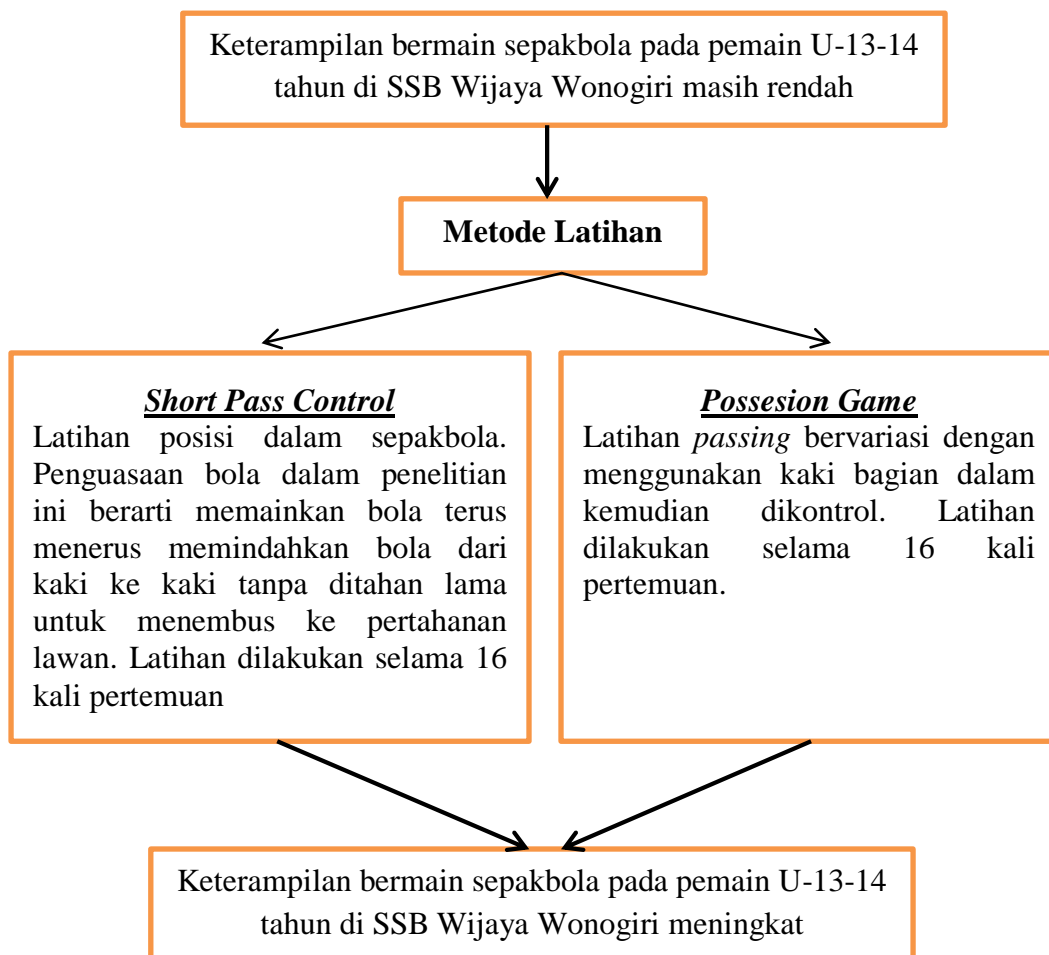 Keterampilan bermain sepakbola pada pemain U-13-14
tahun di SSB Wijaya Wonogiri masih rendah
Metode Latihan
Short Pass Control
Latihan posisi dalam sepakbola.
Penguasaan bola dalam penelitian
ini berarti memainkan bola terus
menerus memindahkan bola dari
kaki ke kaki tanpa ditahan lama
untuk menembus ke pertahanan
lawan. Latihan dilakukan selama 16
kali pertemuan
Possesion Game
Latihan passing bervariasi dengan
menggunakan kaki bagian dalam
kemudian dikontrol. Latihan
dilakukan selama 16 kali
pertemuan.
Keterampilan bermain sepakbola pada pemain U-13-14
tahun di SSB Wijaya Wonogiri meningkat